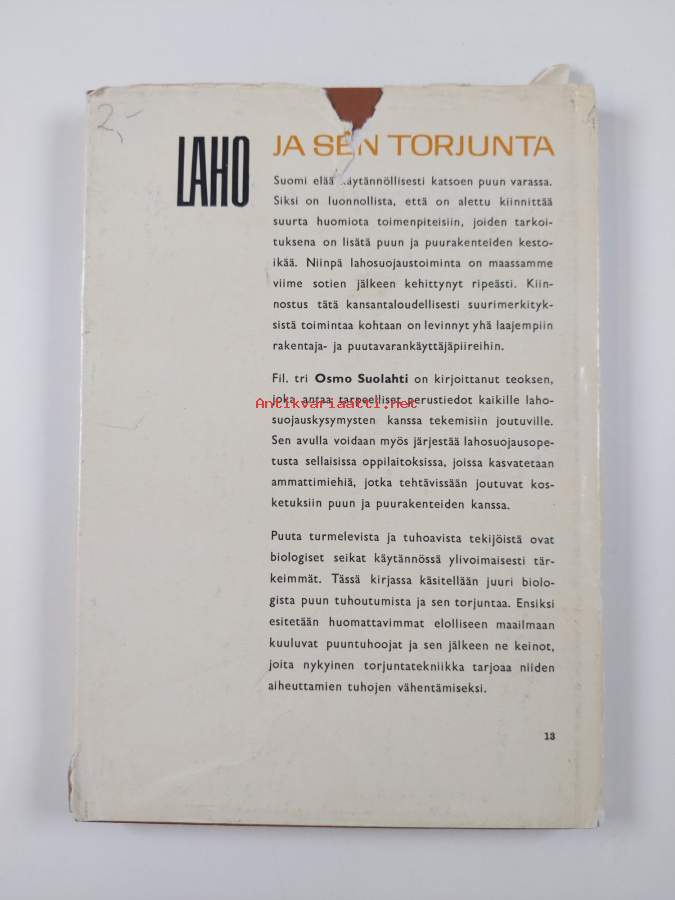 2,-
LAHO JA SEN TORJUNTA
Suomi elää käytännöllisesti katsoen puun varassa.
Siksi on luonnollista, että on alettu kiinnittää
suurta huomiota toimenpiteisiin, joiden tarkoi-
tuksena on lisätä puun ja puurakenteiden kesto-
ikää. Niinpä lahosuojaustoiminta on maassamme
viime sotien jälkeen kehittynyt ripeästi. Kiin-
nostus tätä kansantaloudellisesti suurimerkityk-
sistä toimintaa kohtaan on levinnyt yhä laajempiin
rakentaja- ja puutavarankäyttäjäpiireihin.
Fil. tri Osmo Suolahti on kirjoittanut teoksen,
joka antaa tarpeelliset perustiedot kaikille laho-
Antikvariaatti.net
suojauskysymysten kanssa tekemisiin joutuville.
Sen avulla voidaan myös järjestää lahosuojausope-
tusta sellaisissa oppilaitoksissa, joissa kasvatetaan
ammattimiehiä, jotka tehtävissään joutuvat kos-
ketuksiin puun ja puurakenteiden kanssa.
Puuta turmelevista ja tuhoavista tekijöistä ovat
biologiset seikat käytännössä ylivoimaisesti tär-
keimmät. Tässä kirjassa käsitellään juuri biolo-
gista puun tuhoutumista ja sen torjuntaa. Ensiksi
esitetään huomattavimmat elolliseen maailmaan
kuuluvat puuntuhoojat ja sen jälkeen ne keinot,
joita nykyinen torjuntatekniikka tarjoaa niiden
aiheuttamien tuhojen vähentämiseksi.
13